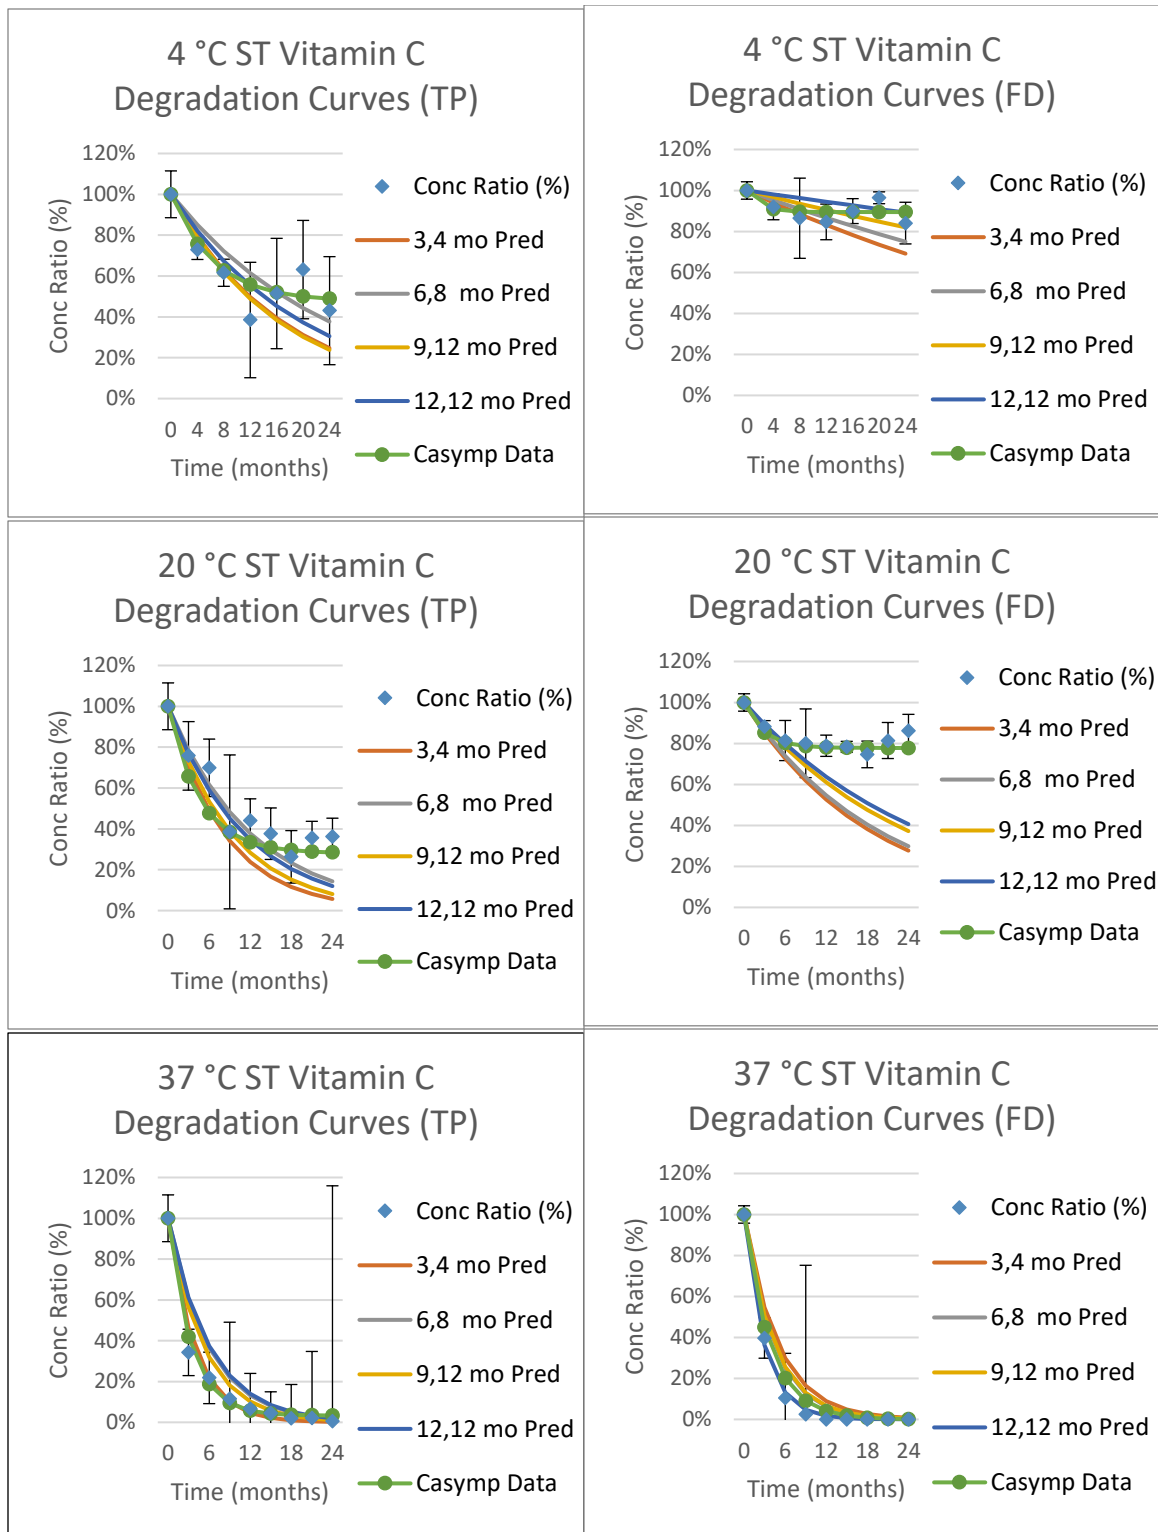 4 °C ST Vitamin C
Degradation Curves (TP)
120%
100%
80%
60%
40%
20%
0%
Conc Ratio (%)
0 4 8 12 16 20 24
Time (months)
Conc Ratio (%)
3,4 mo Pred
6,8 mo Pred
9,12 mo Pred
12,12 mo Pred
Casymp Data
4 °C ST Vitamin C
Degradation Curves (FD)
120%
100%
80%
60%
40%
20%
0%
Conc Ratio (%)
0 4 8 12 16 20 24
Time (months)
Conc Ratio (%)
3,4 mo Pred
6,8 mo Pred
9,12 mo Pred
12,12 mo Pred
Casymp Data
20 °C ST Vitamin C
Degradation Curves (TP)
120%
100%
80%
60%
40%
20%
0%
Conc Ratio (%)
0 6 12 18 24
Time (months)
Conc Ratio (%)
3,4 mo Pred
6,8 mo Pred
9,12 mo Pred
12,12 mo Pred
Casymp Data
20 °C ST Vitamin C
Degradation Curves (FD)
120%
100%
80%
60%
40%
20%
0%
Conc Ratio (%)
0 6 12 18 24
Time (months)
Conc Ratio (%)
3,4 mo Pred
6,8 mo Pred
9,12 mo Pred
12,12 mo Pred
Casymp Data
37 °C ST Vitamin C
Degradation Curves (TP)
120%
100%
80%
60%
40%
20%
0%
Conc Ratio (%)
0 6 12 18 24
Time (months)
Conc Ratio (%)
3,4 mo Pred
6,8 mo Pred
9,12 mo Pred
12,12 mo Pred
Casymp Data
37 °C ST Vitamin C
Degradation Curves (FD)
120%
100%
80%
60%
40%
20%
0%
Conc Ratio (%)
0 6 12 18 24
Time (months)
Conc Ratio (%)
3,4 mo Pred
6,8 mo Pred
9,12 mo Pred
12,12 mo Pred
Casymp Data